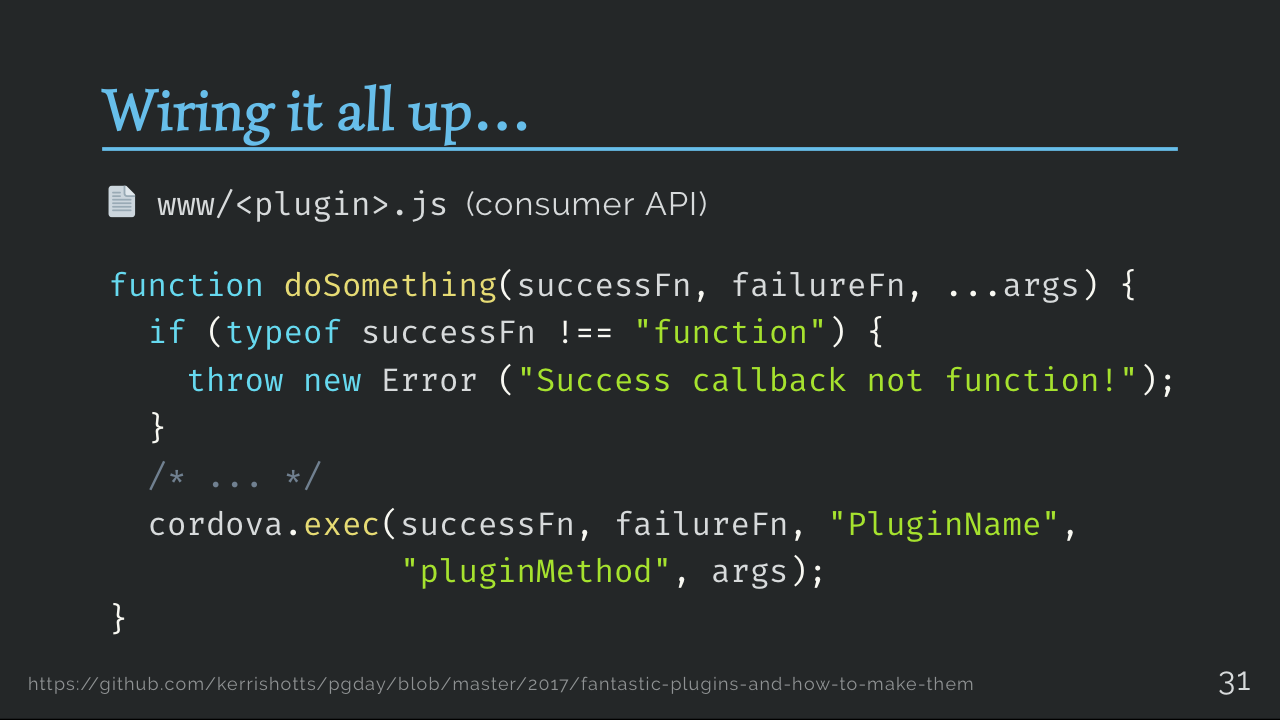 Wiring it all up...
www/<plugin>.js (consumer API)
function doSomething(successFn, failureFn, ...args) {
  if (typeof successFn !== "function") {
    throw new Error ("Success callback not function!");
  }
  /* ... */
  cordova.exec(successFn, failureFn, "PluginName",
               "pluginMethod", args);
}
https://github.com/kerrishotts/pgday/blob/master/2017/fantastic-plugins-and-how-to-make-them
31